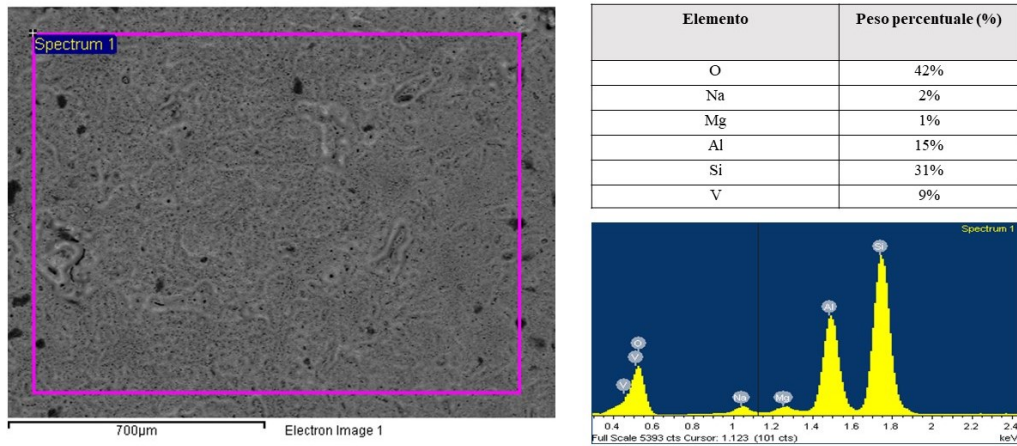 Spectrum 1
700µm
Electron Image 1
Elemento Peso percentuale (%)
O 42%
Na 2%
Mg 1%
Al 15%
Si 31%
V 9%
Spectrum 1
Si
Al
O
V
V
Na
Mg
0.4 0.6 0.8 1 1.2 1.4 1.6 1.8 2 2.2 2.4
Full Scale 5393 cts Cursor: 1.123 (101 cts) keV